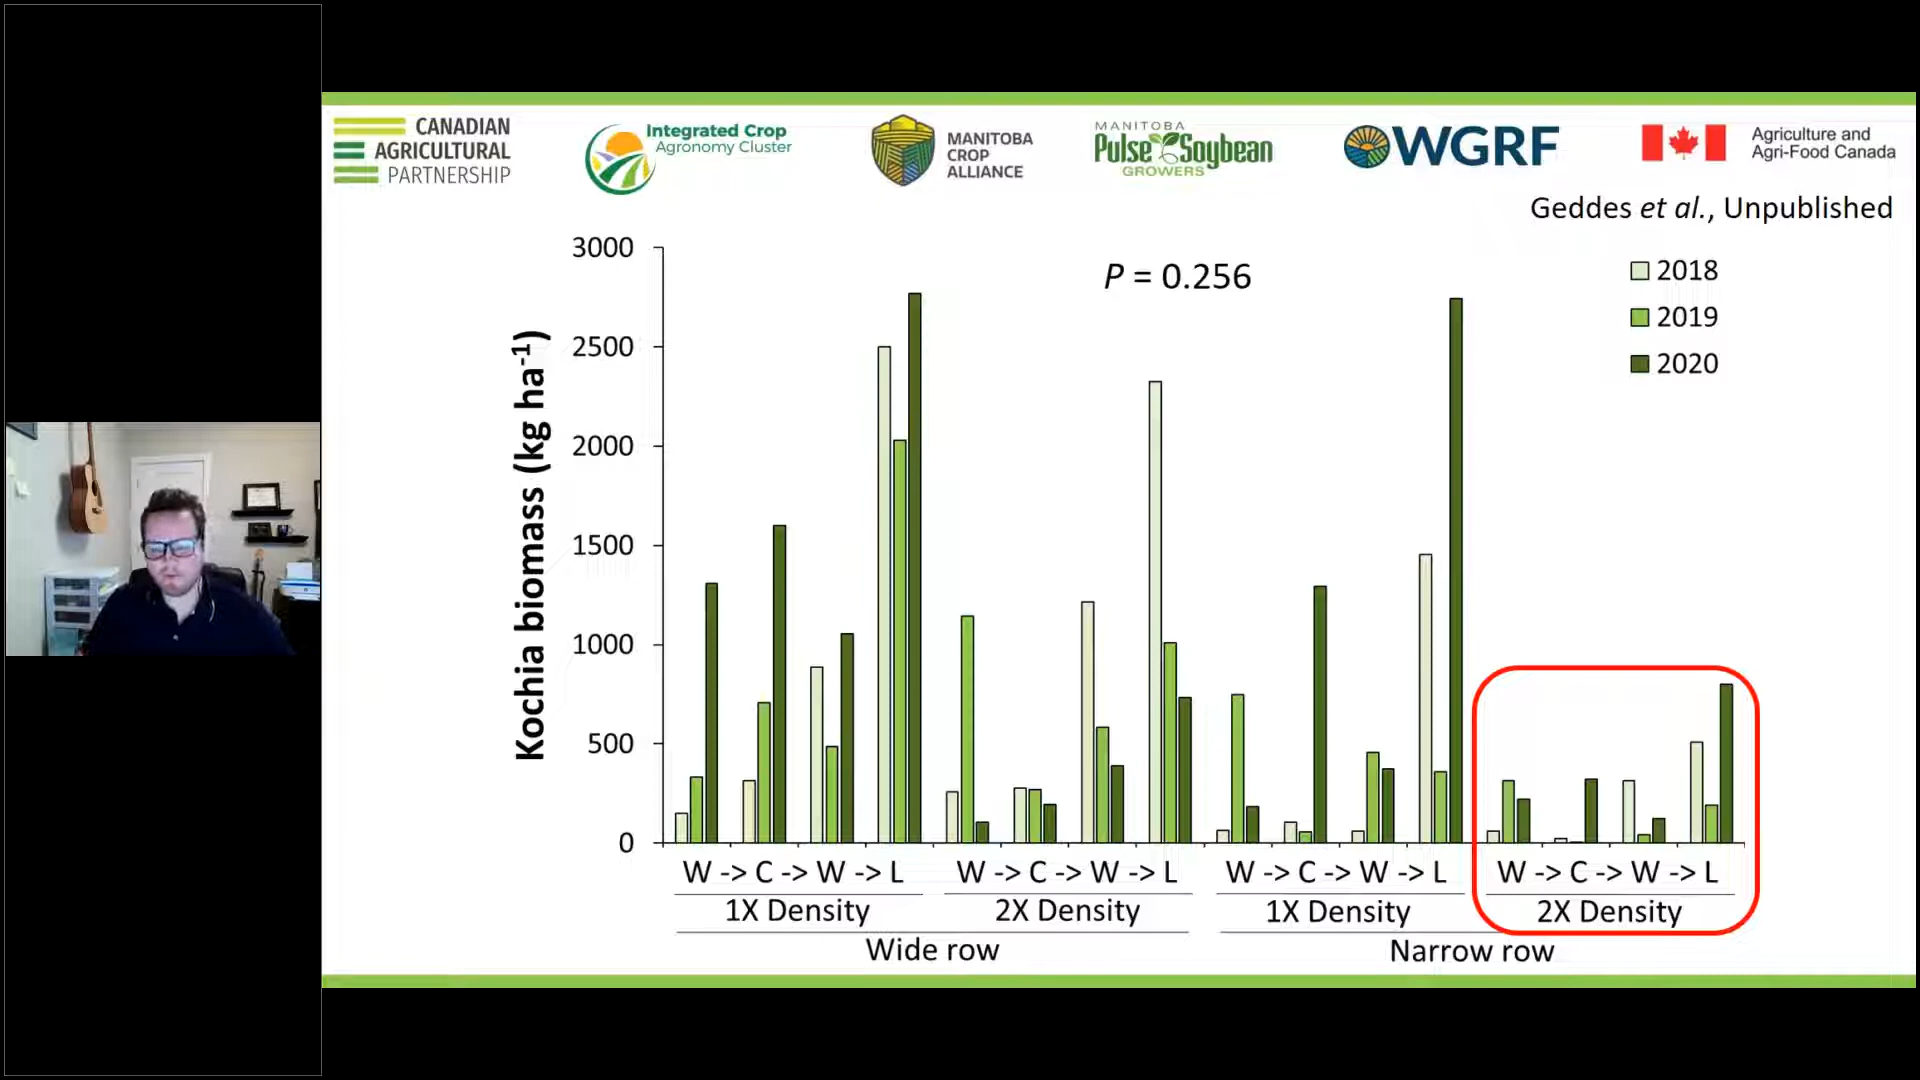 CANADIAN
AGRICULTURAL
PARTNERSHIP
Integrated Crop
Agronomy Cluster
MANITOBA
CROP
ALLIANCE
MANITOBA
Pulse Soybean
GROWERS
WGRF
Agriculture and
Agri-Food Canada
Geddes et al., Unpublished
P = 0.256
2018
2019
2020
Kochia biomass (kg ha⁻¹)
3000
2500
2000
1500
1000
500
0
W -> C -> W -> L
W -> C -> W -> L
W -> C -> W -> L
W -> C -> W -> L
1X Density
2X Density
1X Density
2X Density
Wide row
Narrow row